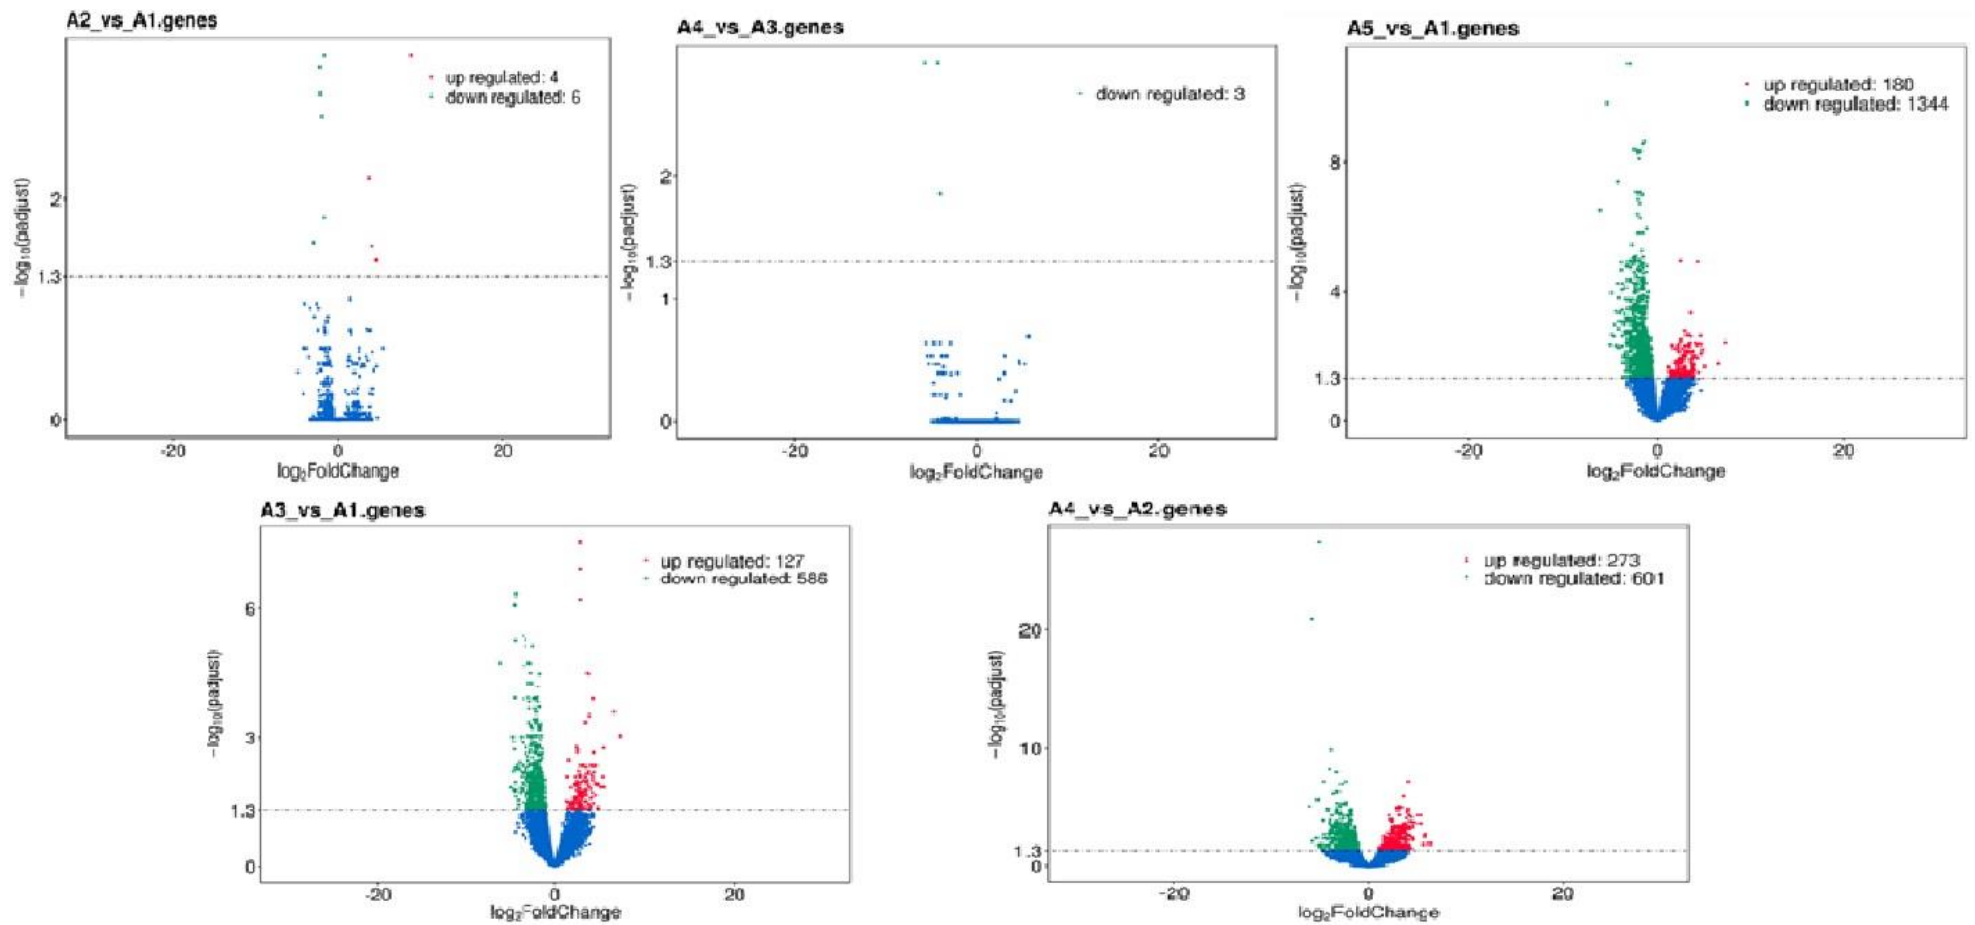 A2_vs_A1.genes
up regulated: 4
down regulated: 6
−log10(padjust)
2
1.3
0
-20
0
20
log2FoldChange
A4_vs_A3.genes
down regulated: 3
−log10(padjust)
2
1.3
1
0
-20
0
20
log2FoldChange
A5_vs_A1.genes
up regulated: 180
down regulated: 1344
−log10(padjust)
8
4
1.3
0
-20
0
20
log2FoldChange
A3_vs_A1.genes
up regulated: 127
down regulated: 586
−log10(padjust)
6
3
1.3
0
-20
0
20
log2FoldChange
A4_vs_A2.genes
up regulated: 273
down regulated: 601
−log10(padjust)
20
10
1.3
0
-20
0
20
log2FoldChange